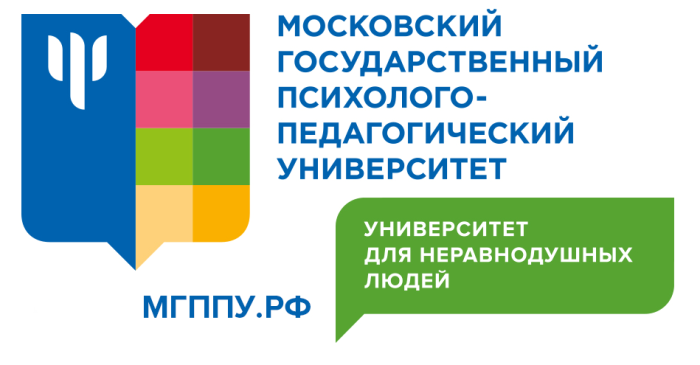 МОСКОВСКИЙ
ГОСУДАРСТВЕННЫЙ
ПСИХОЛОГО-
ПЕДАГОГИЧЕСКИЙ
УНИВЕРСИТЕТ
УНИВЕРСИТЕТ
ДЛЯ НЕРАВНОДУШНЫХ
ЛЮДЕЙ
МГППУ.РФ